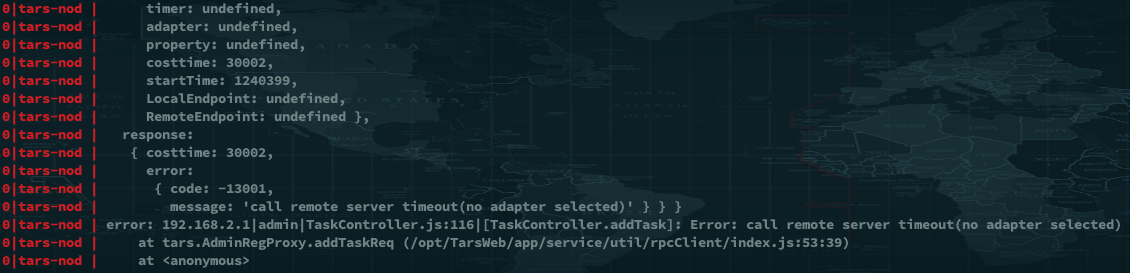 0|tars-nod |      timer: undefined,
0|tars-nod |      adapter: undefined,
0|tars-nod |      property: undefined,
0|tars-nod |      costtime: 30002,
0|tars-nod |      startTime: 1240399,
0|tars-nod |      LocalEndpoint: undefined,
0|tars-nod |      RemoteEndpoint: undefined },
0|tars-nod |   response:
0|tars-nod |    { costtime: 30002,
0|tars-nod |      error:
0|tars-nod |       { code: -13001,
0|tars-nod |         message: 'call remote server timeout(no adapter selected)' } } }
0|tars-nod | error: 192.168.2.1|admin|TaskController.js:116|[TaskController.addTask]: Error: call remote server timeout(no adapter selected)
0|tars-nod |     at tars.AdminRegProxy.addTaskReq (/opt/TarsWeb/app/service/util/rpcClient/index.js:53:39)
0|tars-nod |     at <anonymous>